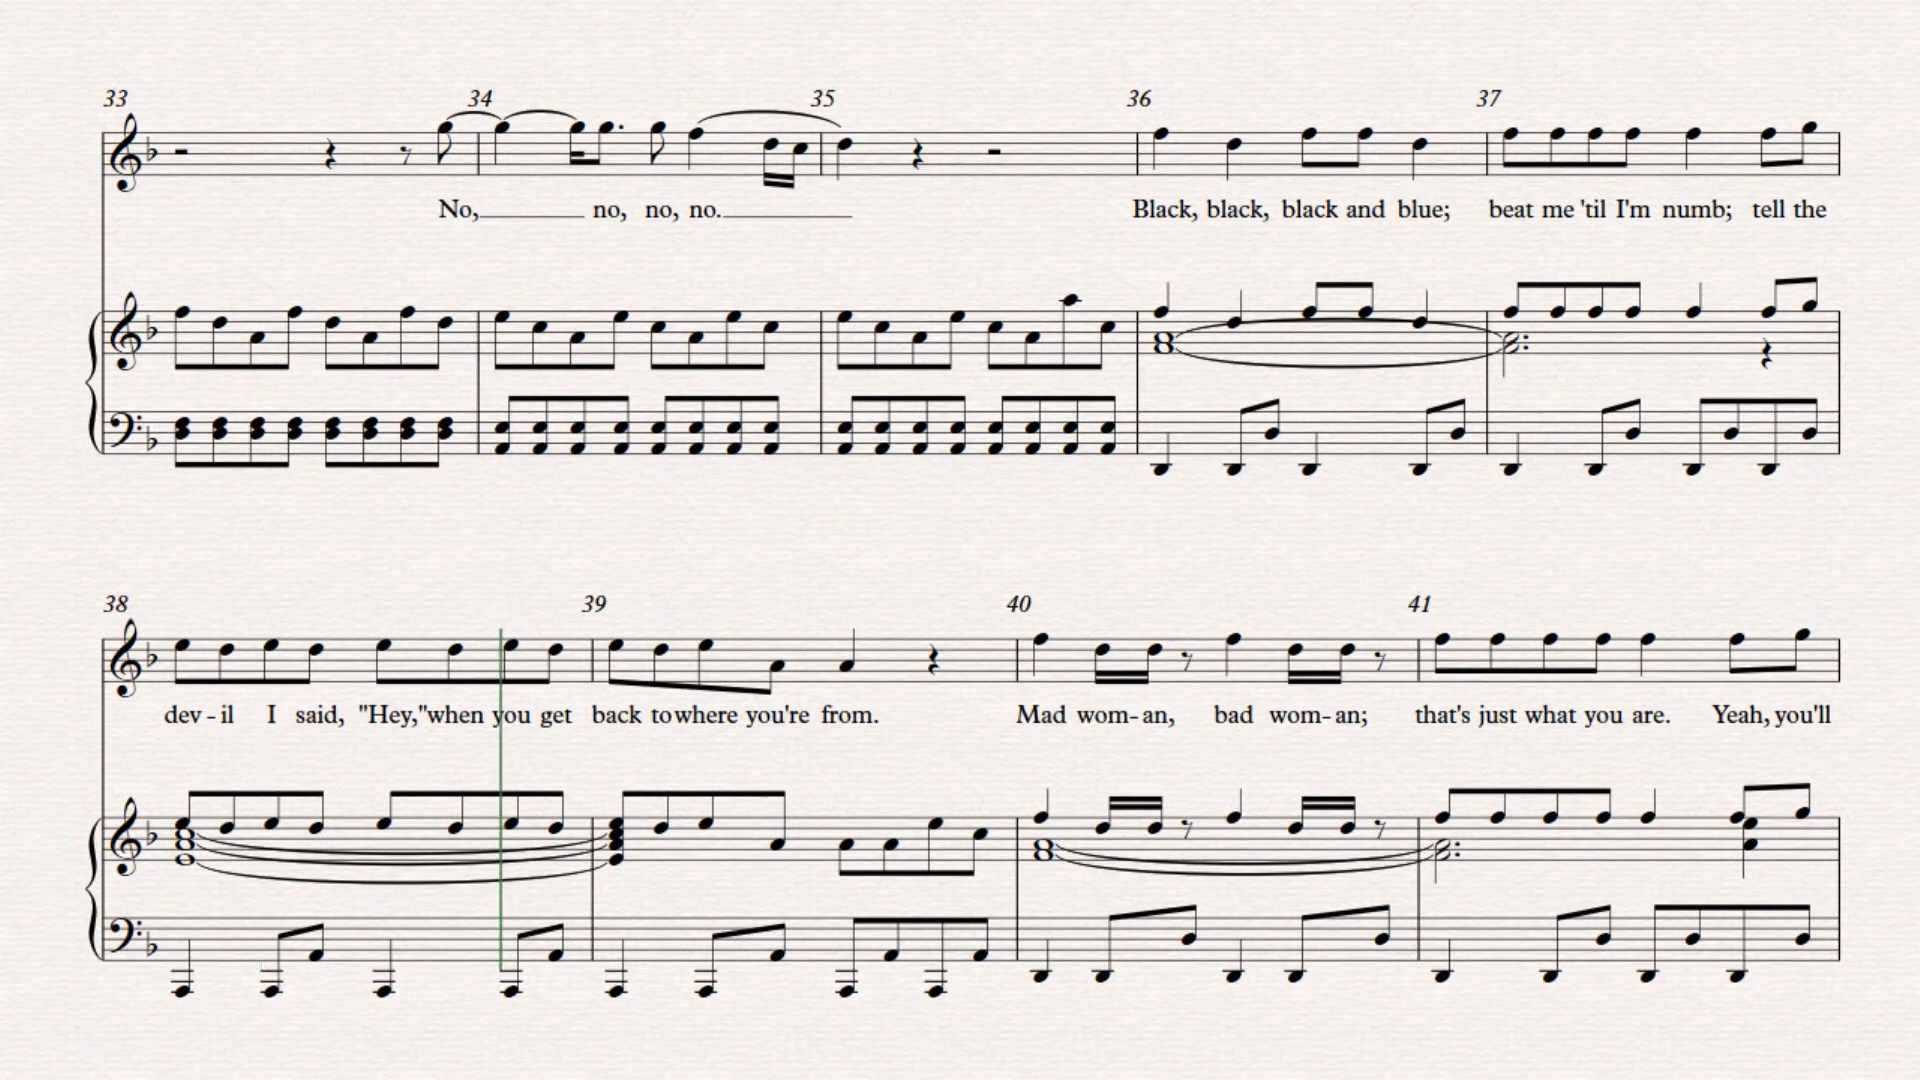 33 34 35 36 37
No, no, no, no. Black, black, black and blue; beat me 'til I'm numb; tell the
38 39 40 41
dev - il I said, "Hey,"when you get back to where you're from. Mad wom - an, bad wom - an; that's just what you are. Yeah, you'll